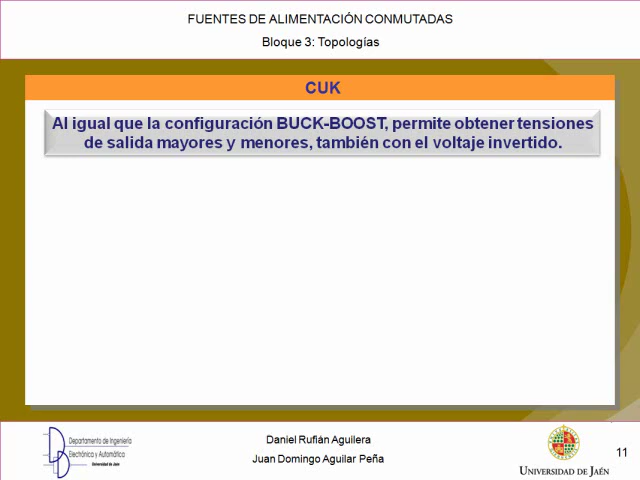 FUENTES DE ALIMENTACIÓN CONMUTADAS
Bloque 3: Topologías
CUK
Al igual que la configuración BUCK-BOOST, permite obtener tensiones
de salida mayores y menores, también con el voltaje invertido.
Departamento de Ingeniería
Electrónica y Automática
Universidad de Jaén
Daniel Rufián Aguilera
Juan Domingo Aguilar Peña
UNIVERSIDAD DE JAÉN
11